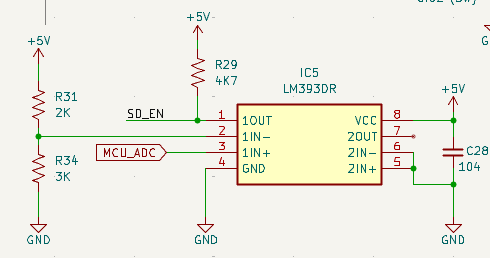 +5V
+5V
R29
4K7
R31
2K
SD_EN
MCU_ADC
R34
3K
GND
GND
IC5
LM393DR
1 1OUT VCC 8
2 1IN- 2OUT 7
3 1IN+ 2IN- 6
4 GND 2IN+ 5
+5V
C28
104
GND